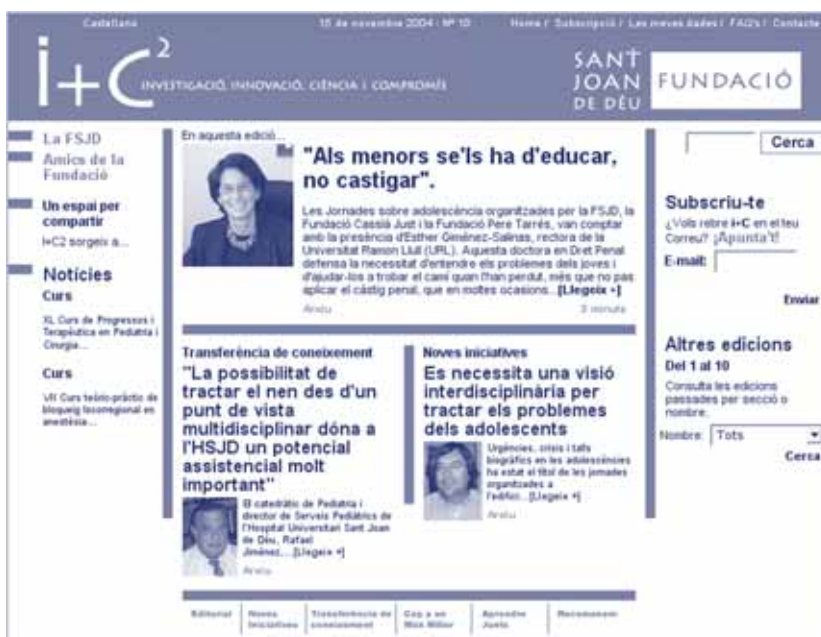 Castellano
15 de novembre 2004 - Nº 10
Home / Subscripció / Les meves dades / FAQ's / Contacte
i+C²
INVESTIGACIÓ, INNOVACIÓ, CIÈNCIA I COMPROMÍS
SANT
JOAN
DE DÉU
FUNDACIÓ
La FSJD
Amics de la
Fundació
Un espai per
compartir
I+C2 sorgeix a...
Notícies
Curs
XL Curs de Progressos i
Terapèutica en Pediatria i
Cirurgia...
Curs
VII Curs teòric-pràctic de
bloqueig locorregional en
anestèsia...
En aquesta edició...
"Als menors se'ls ha d'educar,
no castigar".
Les Jornades sobre adolescència organitzades per la FSJD, la
Fundació Cassià Just i la Fundació Pere Tarrés, van comptar
amb la presència d'Esther Giménez-Salinas, rectora de la
Universitat Ramon Llull (URL). Aquesta doctora en Dret Penal
defensa la necessitat d'entendre els problemes dels joves i
d'ajudar-los a trobar el camí quan l'han perdut, més que no pas
aplicar el càstig penal, que en moltes ocasions...[Llegeix +]
Arxiu
3 minuts
Transferència de coneixement
"La possibilitat de
tractar el nen des d'un
punt de vista
multidisciplinar dóna a
l'HSJD un potencial
assistencial molt
important"
El catedràtic de Pediatria i
director de Serveis Pediàtrics de
l'Hospital Universitari Sant Joan
de Déu, Rafael
Jiménez,...[Llegeix +]
Arxiu
Noves iniciatives
Es necessita una visió
interdisciplinària per
tractar els problemes
dels adolescents
Urgències, crisis i talls
biogràfics en les adolescències
ha estat el títol de les jornades
organitzades a
l'edific...[Llegeix +]
Arxiu
Cerca
Subscriu-te
¿Vols rebre i+C en el teu
Correu? ¡Apunta't!
E-mail:
Enviar
Altres edicions
Del 1 al 10
Consulta les edicions
passades per secció o
nombre.
Nombre: Tots
Cerca
Editorial
Noves
Iniciatives
Transferència de
coneixement
Cap a un
Món Millor
Aprendre
Junts
Recomanem